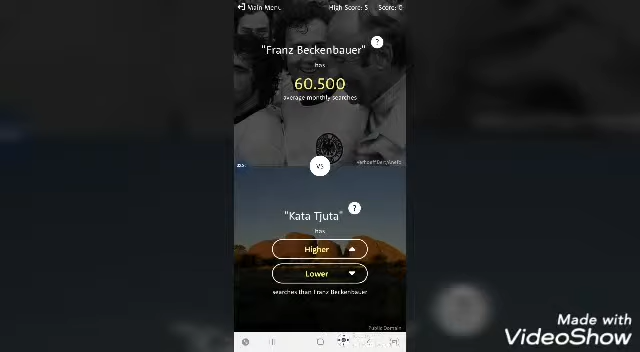 Main Menu High Score: 5 Score: 0
"Franz Beckenbauer" ?
has
60.500
average monthly searches
VS
"Kata Tjuta" ?
has
Higher
Lower
searches than Franz Beckenbauer
Public Domain
Made with
VideoShow